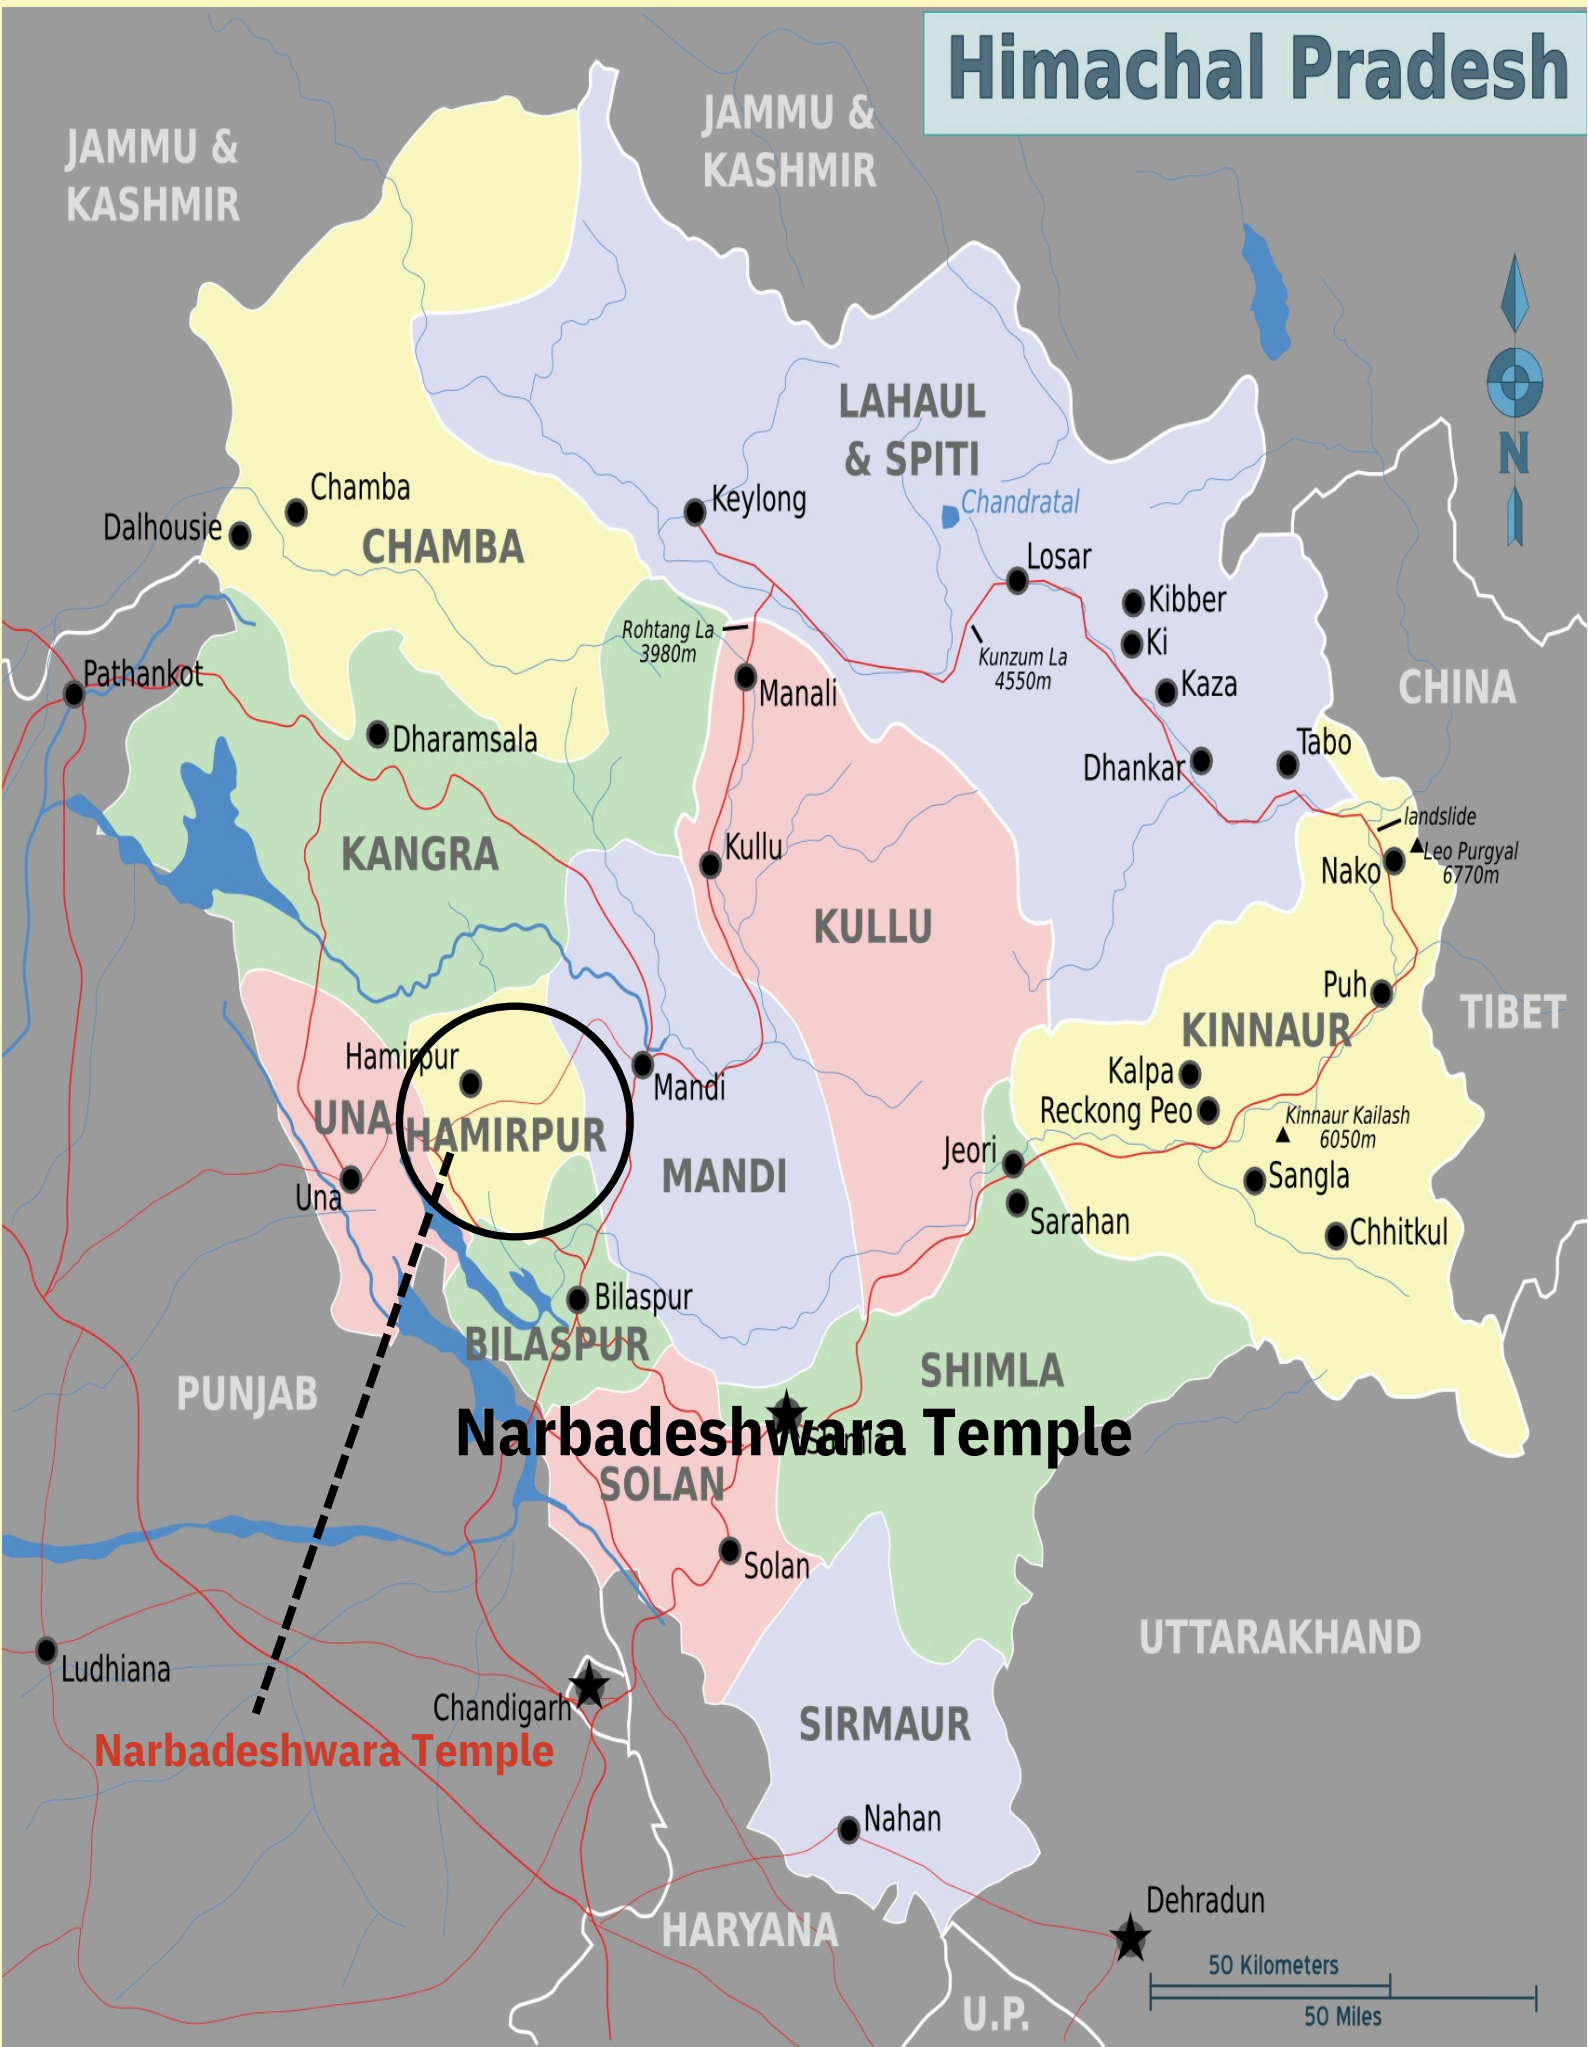 Himachal Pradesh
JAMMU &
KASHMIR
JAMMU &
KASHMIR
LAHAUL
& SPITI
N
Chandratal
Keylong
Chamba
Dalhousie
CHAMBA
Losar
Kibber
Ki
Kaza
Rohtang La
3980m
Kunzum La
4550m
CHINA
Pathankot
Manali
Dharamsala
Dhankar
Tabo
landslide
Leo Purgyal
6770m
Nako
KANGRA
Kullu
KULLU
Puh
TIBET
KINNAUR
Hamirpur
Mandi
Kalpa
Reckong Peo
Kinnaur Kailash
6050m
UNA
HAMIRPUR
MANDI
Jeori
Sangla
Una
Sarahan
Chhitkul
Bilaspur
BILASPUR
SHIMLA
PUNJAB
Narbadeshwara Temple
Shimla
SOLAN
Solan
UTTARAKHAND
Ludhiana
Chandigarh
SIRMAUR
Narbadeshwara Temple
Nahan
Dehradun
HARYANA
50 Kilometers
50 Miles
U.P.